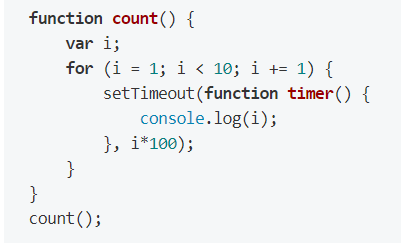 function count() {
    var i;
    for (i = 1; i < 10; i += 1) {
        setTimeout(function timer() {
            console.log(i);
        }, i*100);
    }
}
count();